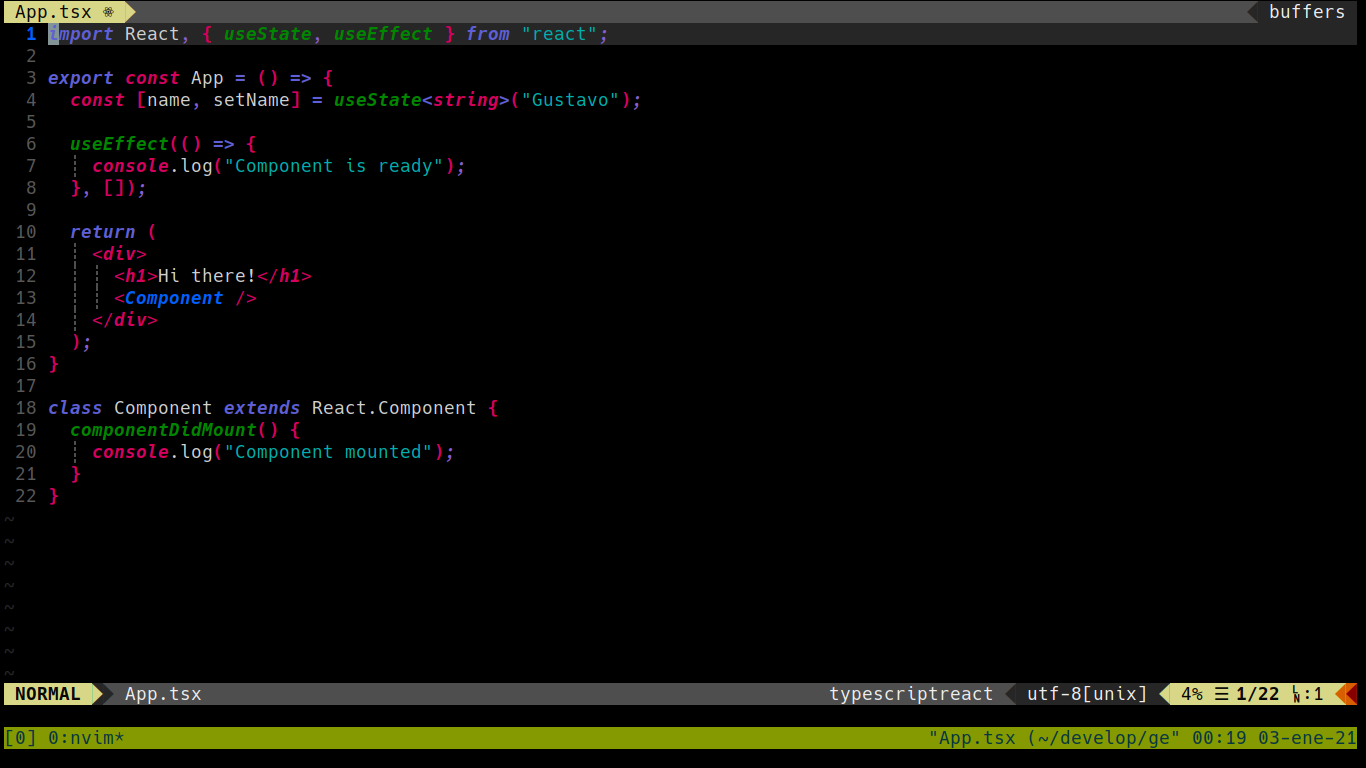 App.tsx ⚛ buffers
1 import React, { useState, useEffect } from "react";
2
3 export const App = () => {
4   const [name, setName] = useState<string>("Gustavo");
5
6   useEffect(() => {
7   ┆ console.log("Component is ready");
8   }, []);
9
10   return (
11   ┆ <div>
12   ┆ ┆ <h1>Hi there!</h1>
13   ┆ ┆ <Component />
14   ┆ </div>
15   );
16 }
17
18 class Component extends React.Component {
19   componentDidMount() {
20   ┆ console.log("Component mounted");
21   }
22 }
~
~
~
~
~
~
~
~
NORMAL App.tsx typescriptreact utf-8[unix] 4% ☰ 1/22 ㏑:1
[0] 0:nvim* "App.tsx (~/develop/ge" 00:19 03-ene-21